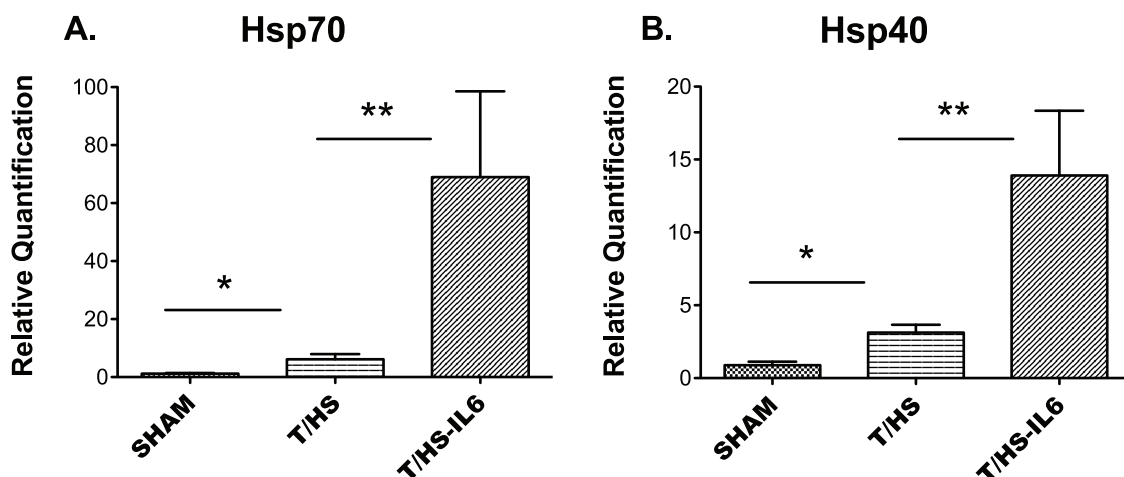 A. Hsp70
Relative Quantification
100
80
60
40
20
0
*
**
SHAM
T/HS
T/HS-IL6
B. Hsp40
Relative Quantification
20
15
10
5
0
*
**
SHAM
T/HS
T/HS-IL6